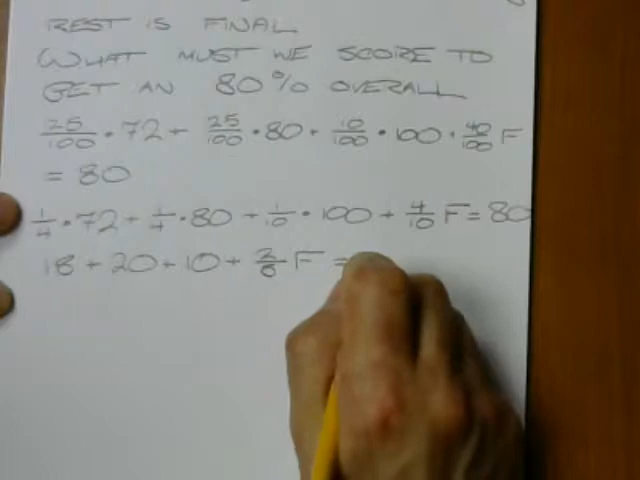 REST IS FINAL
WHAT MUST WE SCORE TO
GET AN 80% OVERALL
25/100 · 72 + 25/100 · 80 + 10/100 · 100 + 40/100 F
= 80
1/4 · 72 + 1/4 · 80 + 1/10 · 100 + 4/10 F = 80
18 + 20 + 10 + 2/5 F =